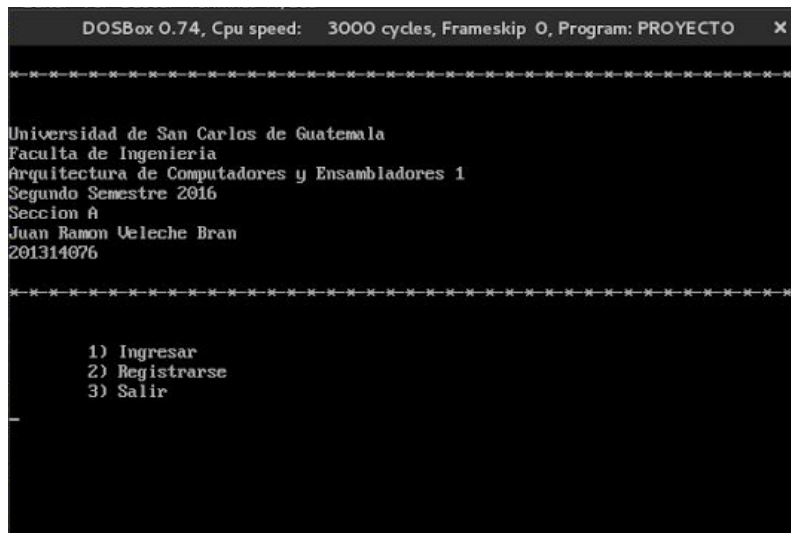 DOSBox 0.74, Cpu speed: 3000 cycles, Frameskip 0, Program: PROYECTO ×
*-*-*-*-*-*-*-*-*-*-*-*-*-*-*-*-*-*-*-*-*-*-*-*-*-*-*-*-*-*-*-*-*-*-*-*-*-*-*-*
Universidad de San Carlos de Guatemala
Faculta de Ingenieria
Arquitectura de Computadores y Ensambladores 1
Segundo Semestre 2016
Seccion A
Juan Ramon Veleche Bran
201314076
*-*-*-*-*-*-*-*-*-*-*-*-*-*-*-*-*-*-*-*-*-*-*-*-*-*-*-*-*-*-*-*-*-*-*-*-*-*-*-*
1) Ingresar
2) Registrarse
3) Salir
_